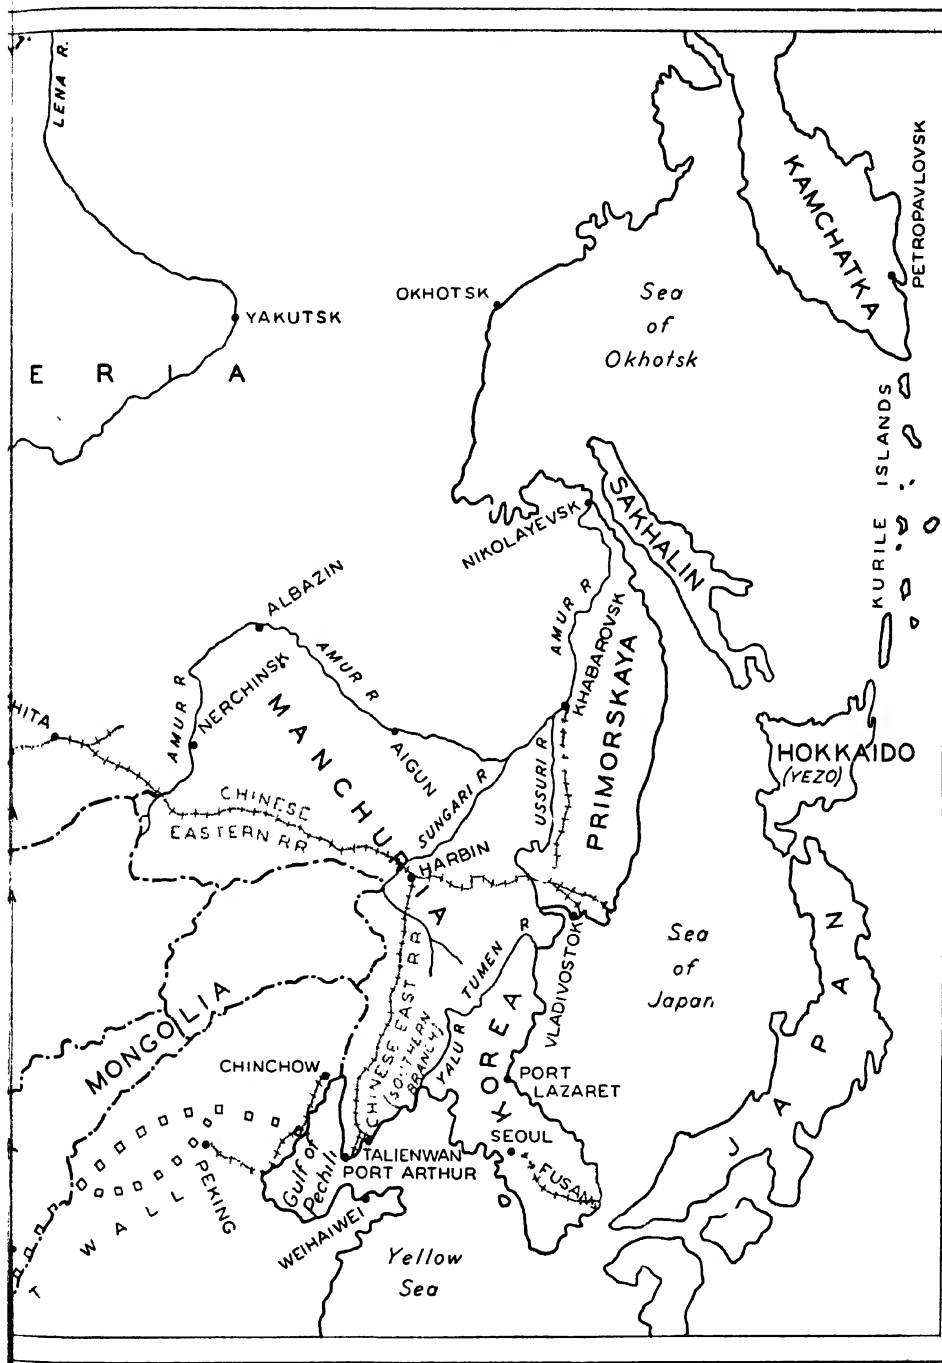 LENA R.
KAMCHATKA
PETROPAVLOVSK
OKHOTSK
Sea
of
Okhotsk
YAKUTSK
ERIA
KURILE ISLANDS
SAKHALIN
NIKOLAYEVSK
ALBAZIN
AMUR R
AMUR R
AMUR R
NERCHINSK
KHABAROVSK
PRIMORSKAYA
HITA
MANCHURIA
AIGUN
USSURI R
SUNGARI R
HOKKAIDO
(YEZO)
CHINESE
EASTERN RR
HARBIN
A
A
Sea
of
Japan
JAPAN
VLADIVOSTOK
TUMEN R
MONGOLIA
CHINESE EAST RR
(SOUTHERN
BRANCH)
YALU R
KOREA
CHINCHOW
PORT
LAZARET
SEOUL
FUSAN
TALIENWAN
PORT ARTHUR
Gulf of
Pechili
PEKING
WALL
WEIHAIWEI
Yellow
Sea
T